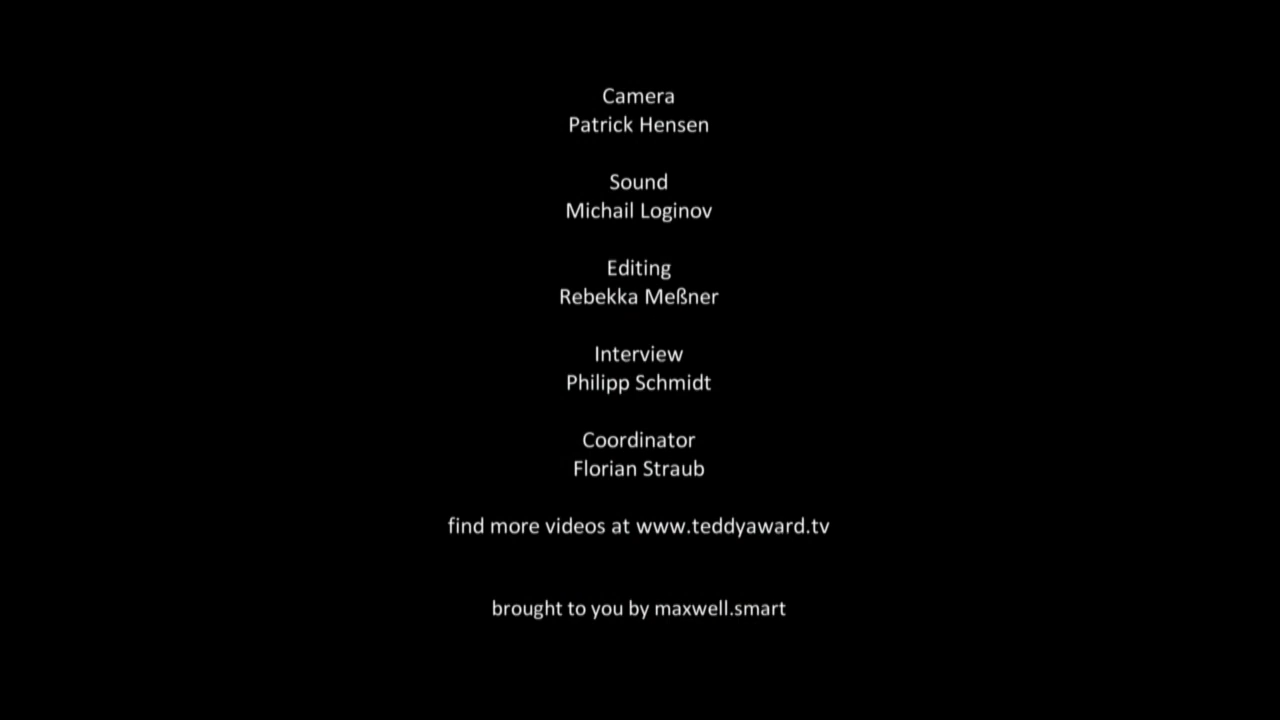 Camera
Patrick Hensen
Sound
Michail Loginov
Editing
Rebekka Meßner
Interview
Philipp Schmidt
Coordinator
Florian Straub
find more videos at www.teddyaward.tv
brought to you by maxwell.smart